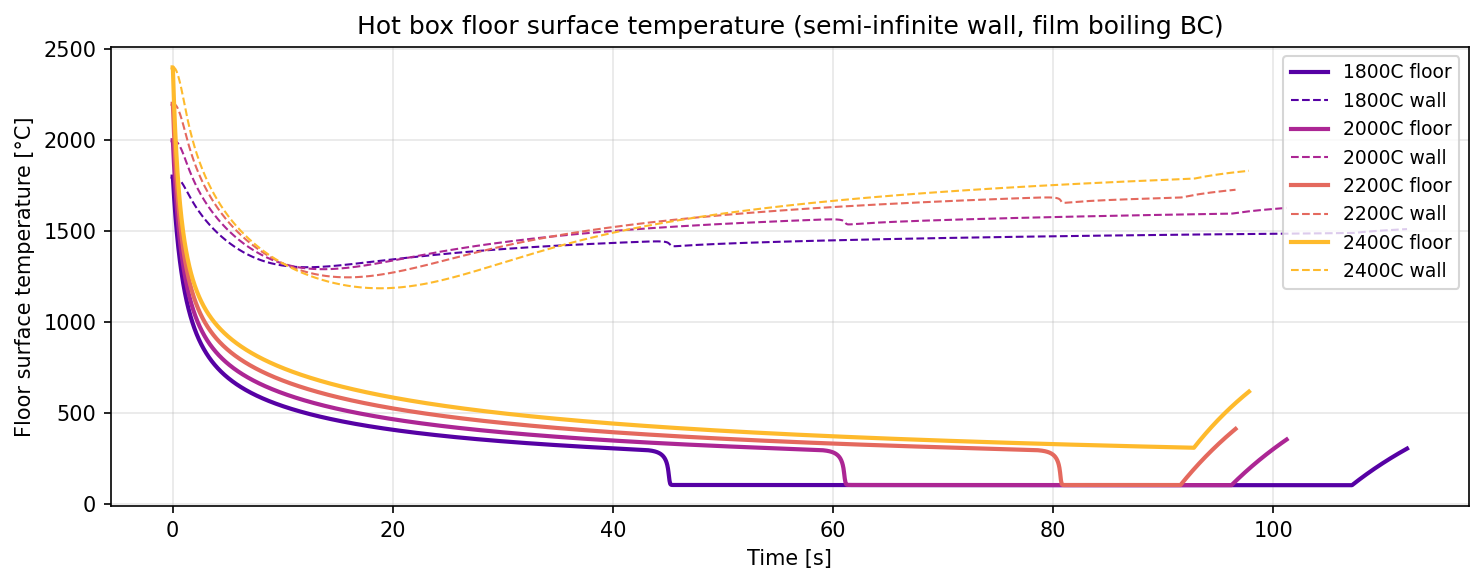 Hot box floor surface temperature (semi-infinite wall, film boiling BC)
Floor surface temperature [°C]
2500
2000
1500
1000
500
0
1800C floor
1800C wall
2000C floor
2000C wall
2200C floor
2200C wall
2400C floor
2400C wall
0 20 40 60 80 100
Time [s]